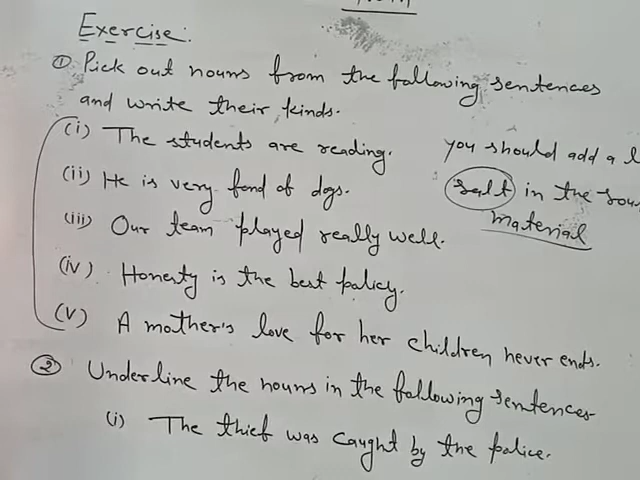 Exercise:
① Pick out nouns from the following sentences
and write their kinds.
(i) The students are reading.
(ii) He is very fond of dogs.
(iii) Our team played really well.
(iv) Honesty is the best policy.
(v) A mother's love for her children never ends.
you should add a
salt in the
material
② Underline the nouns in the following sentences-
(i) The thief was caught by the police.